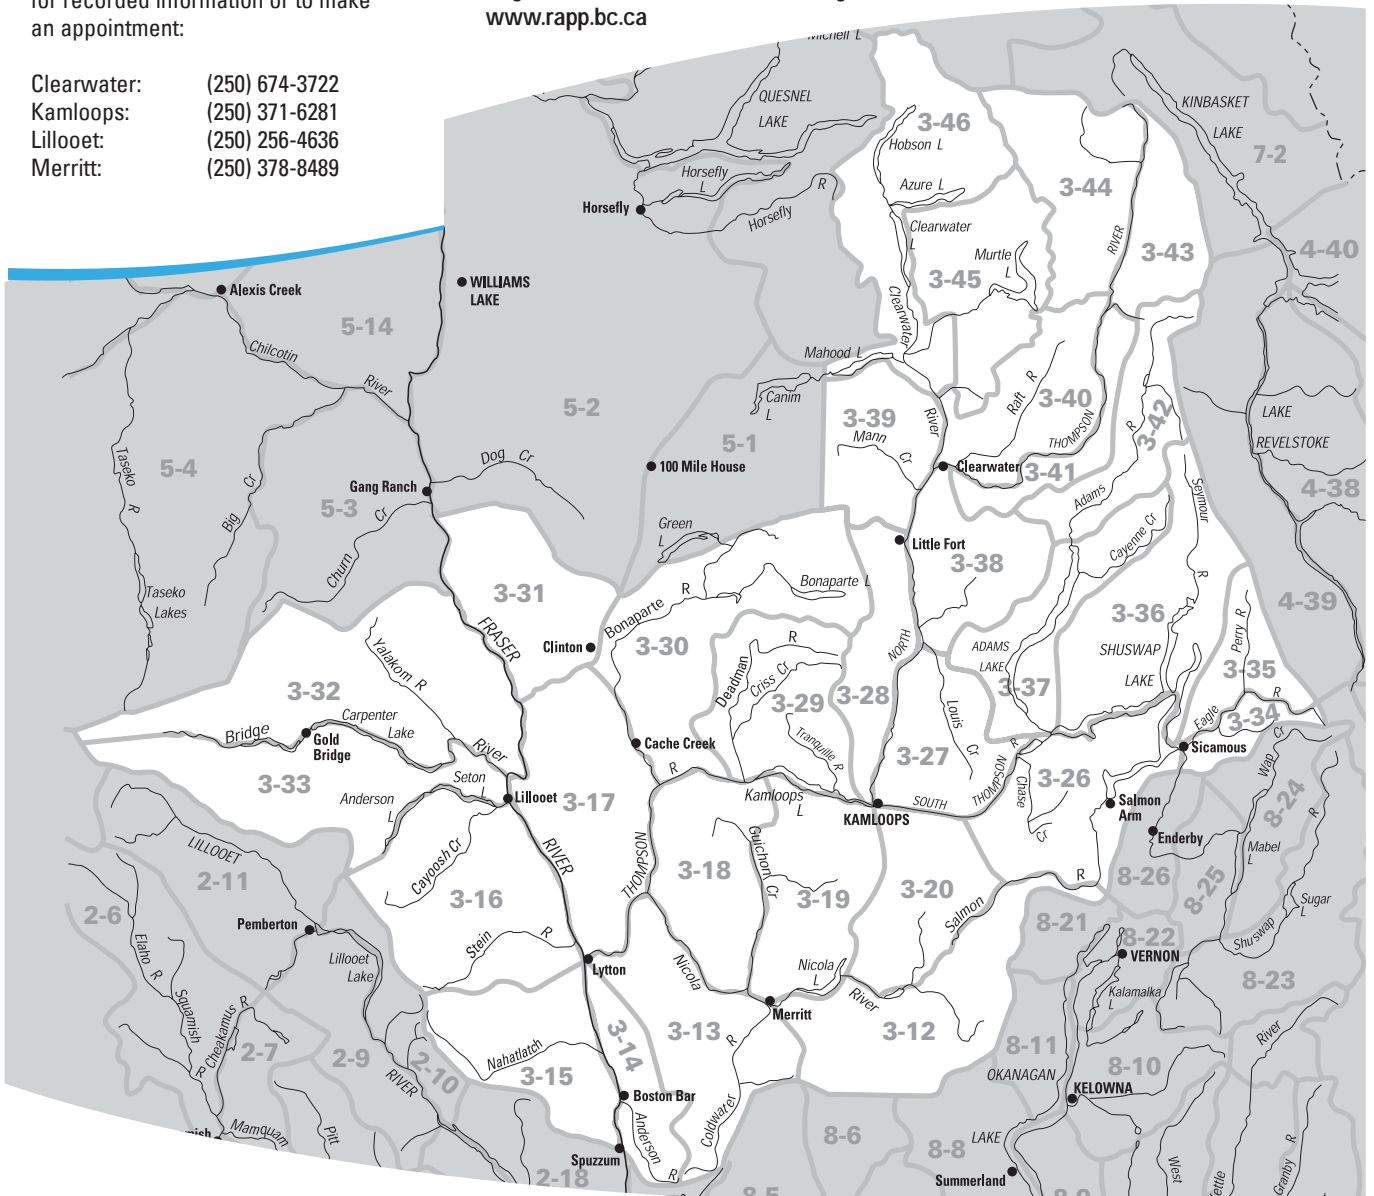 for recorded information or to make
an appointment:
www.rapp.bc.ca
Clearwater: (250) 674-3722
Kamloops: (250) 371-6281
Lillooet: (250) 256-4636
Merritt: (250) 378-8489
Michell L
QUESNEL
LAKE
KINBASKET
LAKE
7-2
3-46
Hobson L
Horsefly
L
R
Azure L
3-44
Horsefly
Horsefly
Clearwater
L
Murtle
L
RIVER
3-43
4-40
3-45
WILLIAMS
LAKE
Alexis Creek
5-14
Clearwater
Chilcotin
River
Mahood L
5-2
Canim
L
5-1
3-39
Mann
Cr
River
Raft
R
3-40
THOMPSON
R
3-42
LAKE
REVELSTOKE
5-4
Taseko
R
100 Mile House
Dog Cr
Clearwater
3-41
4-38
Gang Ranch
5-3
Big
Cr
Churn
Cr
Green
L
Adams
Seymour
R
Little Fort
Cayenne Cr
3-38
Taseko
Lakes
3-31
Bonaparte
R
Bonaparte L
4-39
3-36
Clinton
3-30
FRASER
Yalakom R
R
Deadman
Criss Cr
NORTH
ADAMS
LAKE
SHUSWAP
LAKE
Perry R
3-35
3-32
3-29
3-28
3-37
R
3-34
Bridge
Gold
Bridge
Carpenter
Lake
River
Tranquille R
Louis
Cr
Eagle
Cache Creek
Sicamous
3-27
R
Wap
Cr
3-33
Seton
L
R
THOMPSON
3-26
Chase
Cr
Anderson
L
Lillooet
3-17
Kamloops
L
KAMLOOPS
SOUTH
Salmon
Arm
8-24
R
Enderby
LILLOOET
RIVER
THOMPSON
Guichon Cr
Mabel
L
Cayoosh Cr
2-11
3-18
R
8-26
8-25
3-16
3-19
3-20
Salmon
Sugar
L
2-6
Pemberton
8-21
8-22
Shuswap
Elaho R
Stein
R
VERNON
Lillooet
Lake
Lytton
Nicola
Nicola
L
River
8-23
Squamish
R
Kalamalka
L
Cheakamus R
Merritt
2-7
2-9
2-10
RIVER
Nahatlatch
3-14
3-13
R
3-12
River
8-11
8-10
3-15
OKANAGAN
KELOWNA
Boston Bar
Anderson
R
Coldwater
mish
Mamquam
Pitt
8-6
8-8
LAKE
Spuzzum
2-18
Summerland
West
Granby R
ettle
8-5
8-9